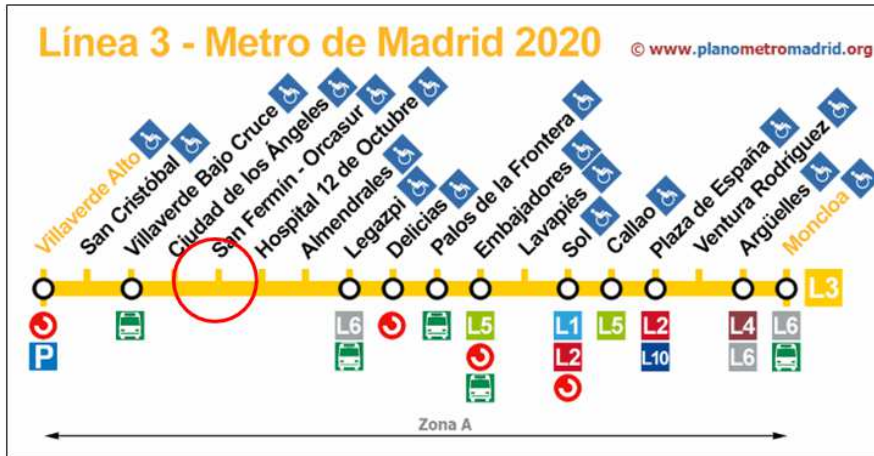 Línea 3 - Metro de Madrid 2020
© www.planometromadrid.org
Villaverde Alto
San Cristóbal
Villaverde Bajo Cruce
Ciudad de los Ángeles
San Fermín - Orcasur
Hospital 12 de Octubre
Almendrales
Legazpi
Delicias
Palos de la Frontera
Embajadores
Lavapiés
Sol
Callao
Plaza de España
Ventura Rodríguez
Argüelles
Moncloa
L3
L6 L5 L1 L5 L2 L4 L6
P L2 L10 L6
Zona A